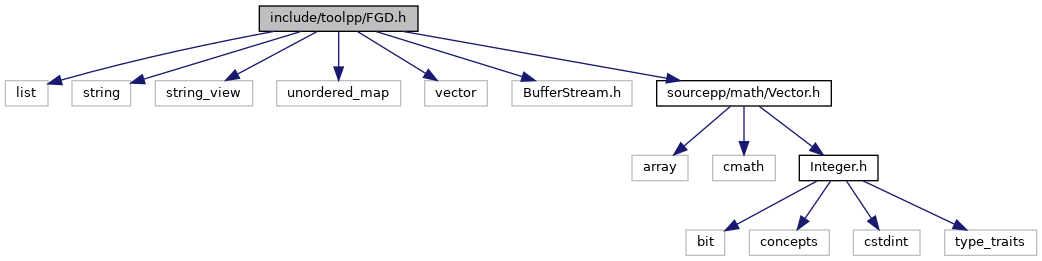 include/toolpp/FGD.h
list
string
string_view
unordered_map
vector
BufferStream.h
sourcepp/math/Vector.h
array
cmath
Integer.h
bit
concepts
cstdint
type_traits